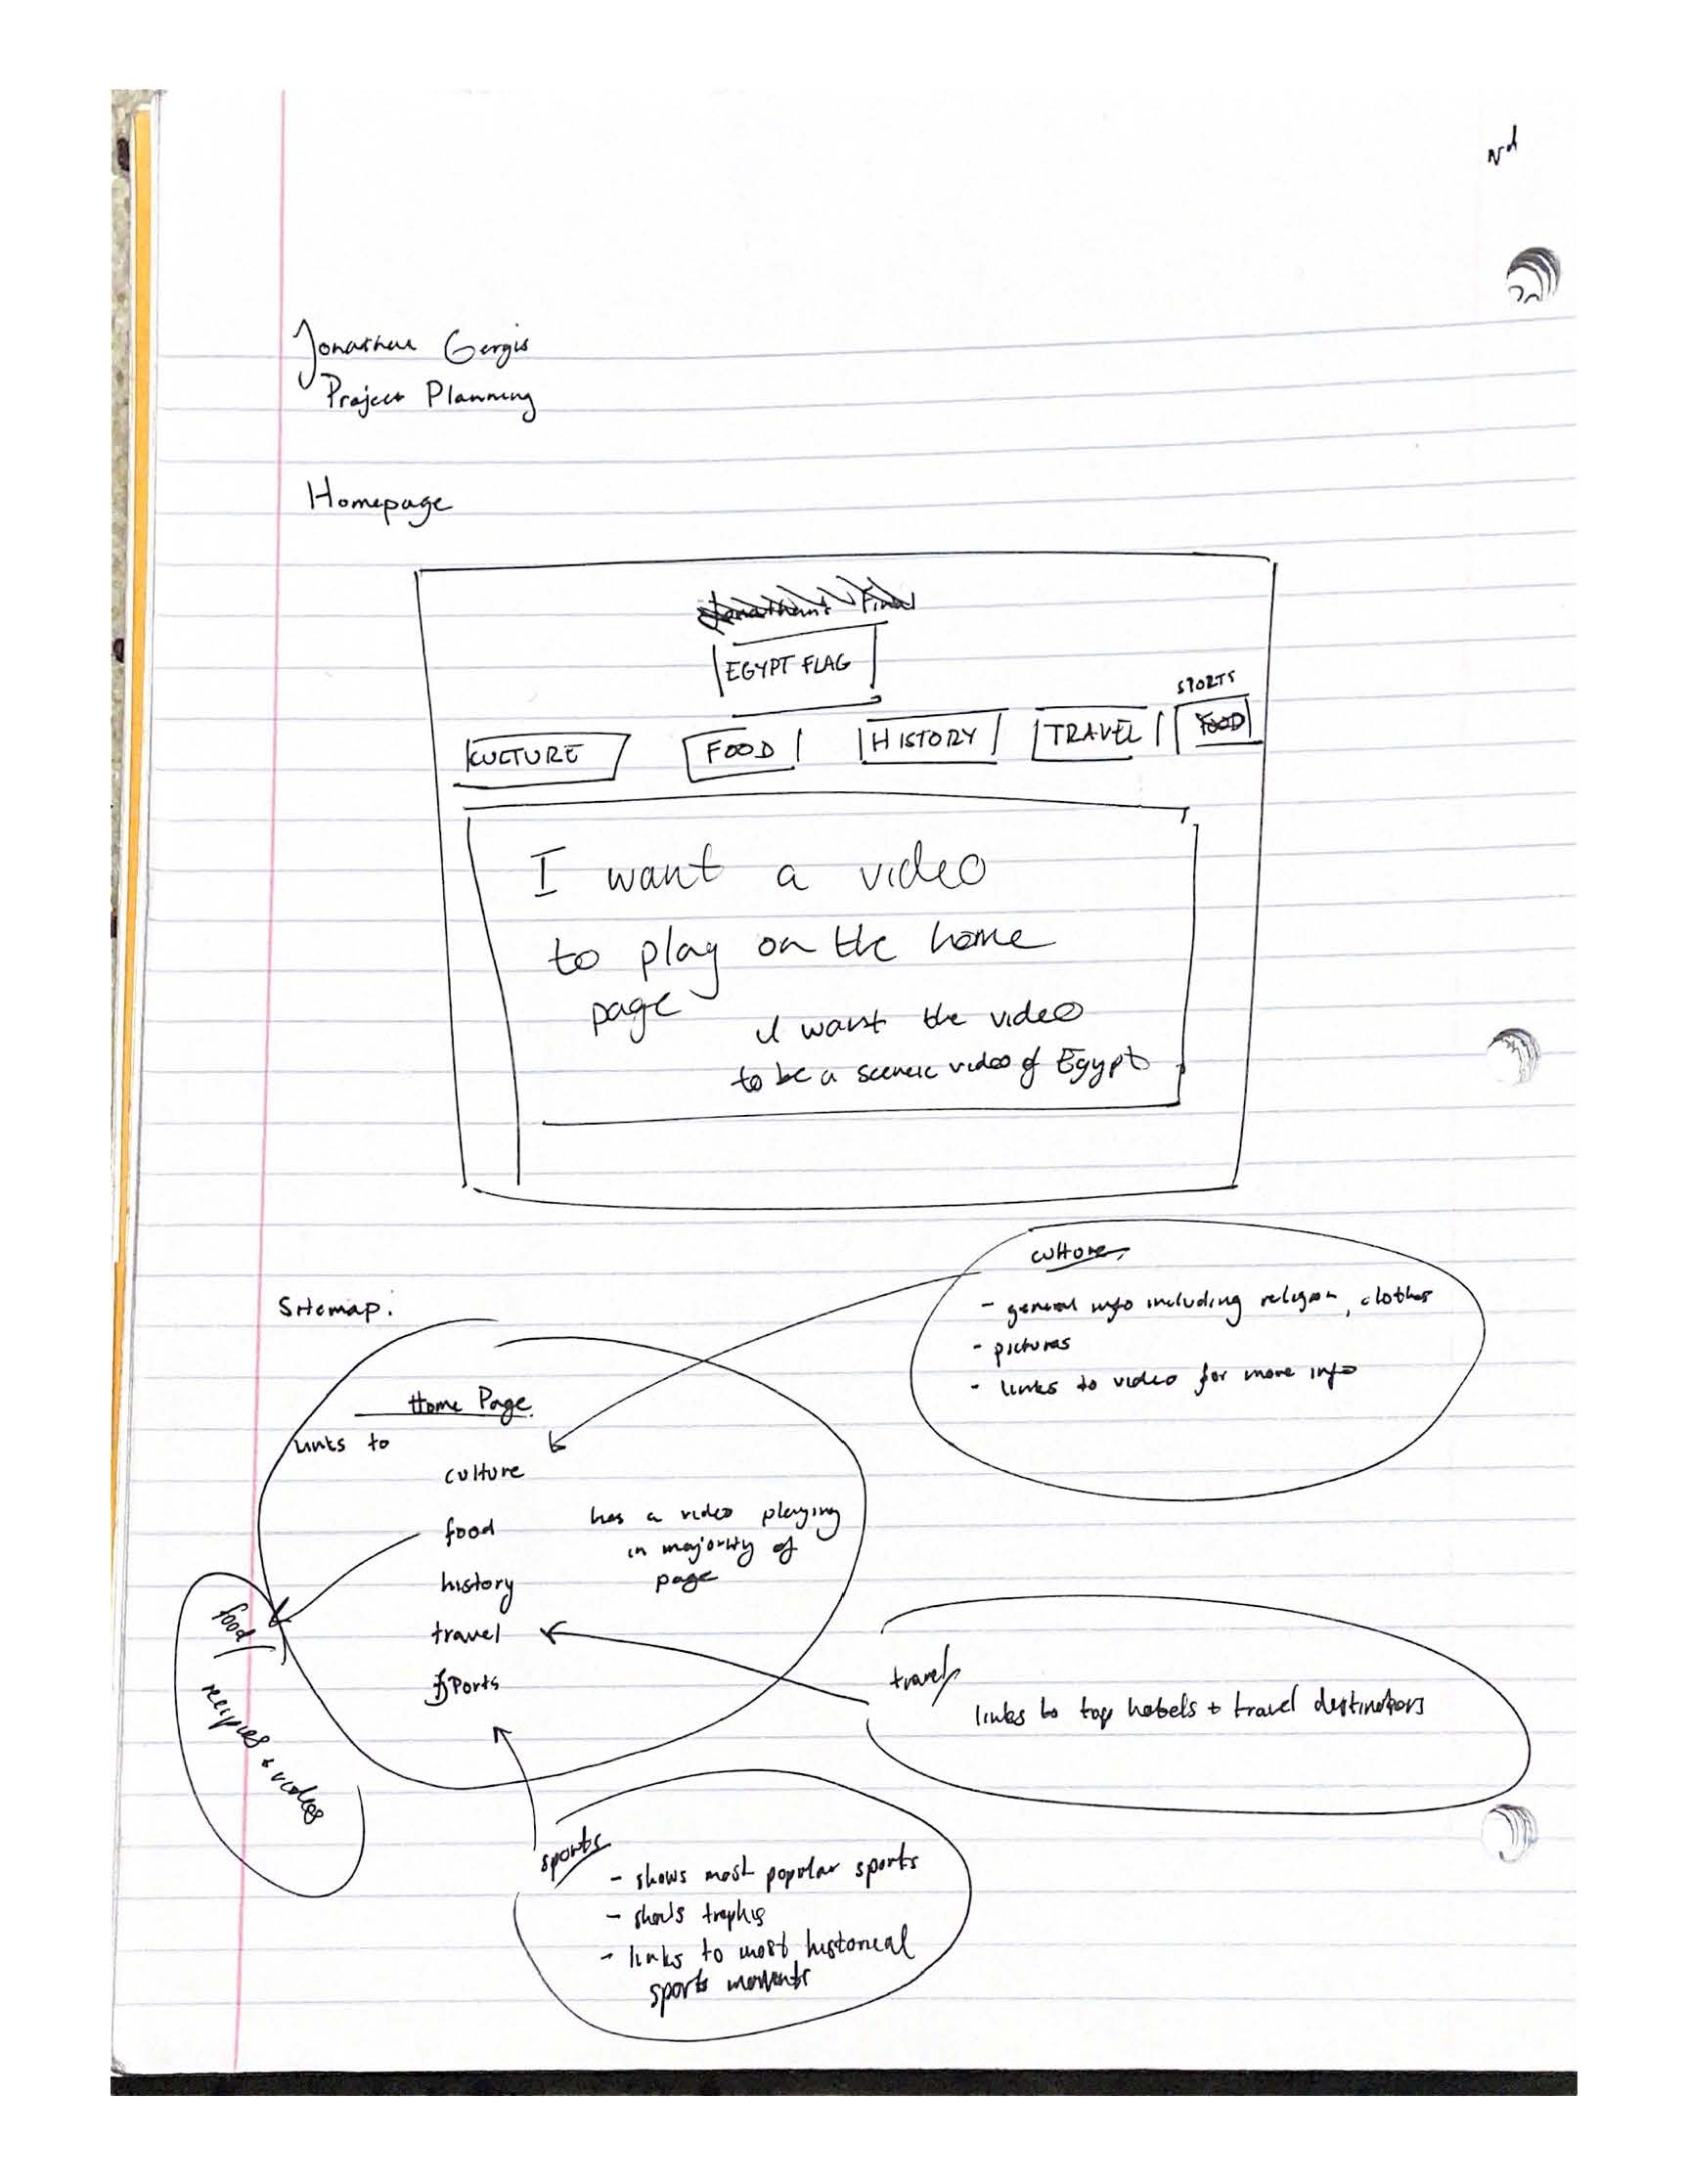 Jonathan Gergis
Project Planning
Homepage
EGYPT FLAG
SPORTS
CULTURE FOOD HISTORY TRAVEL FOOD
I want a video
to play on the home
page
I want the video
to be a scenic video of Egypt
culture
- general info including religion, clothes
- pictures
- links to video for more info
Sitemap:
Home Page
links to
culture
food
history
travel
sports
has a video playing
in majority of
page
food
recipes + videos
travel
links to top hotels + travel destinations
sports
- shows most popular sports
- shows trophies
- links to most historical
sports moments